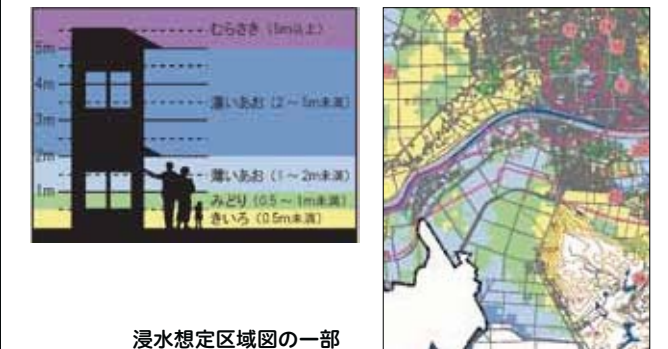 むらさき（5m以上）
5m
4m
濃いあお（2～5m未満）
3m
2m
薄いあお（1～2m未満）
1m
みどり（0.5～1m未満）
きいろ（0.5m未満）
浸水想定区域図の一部